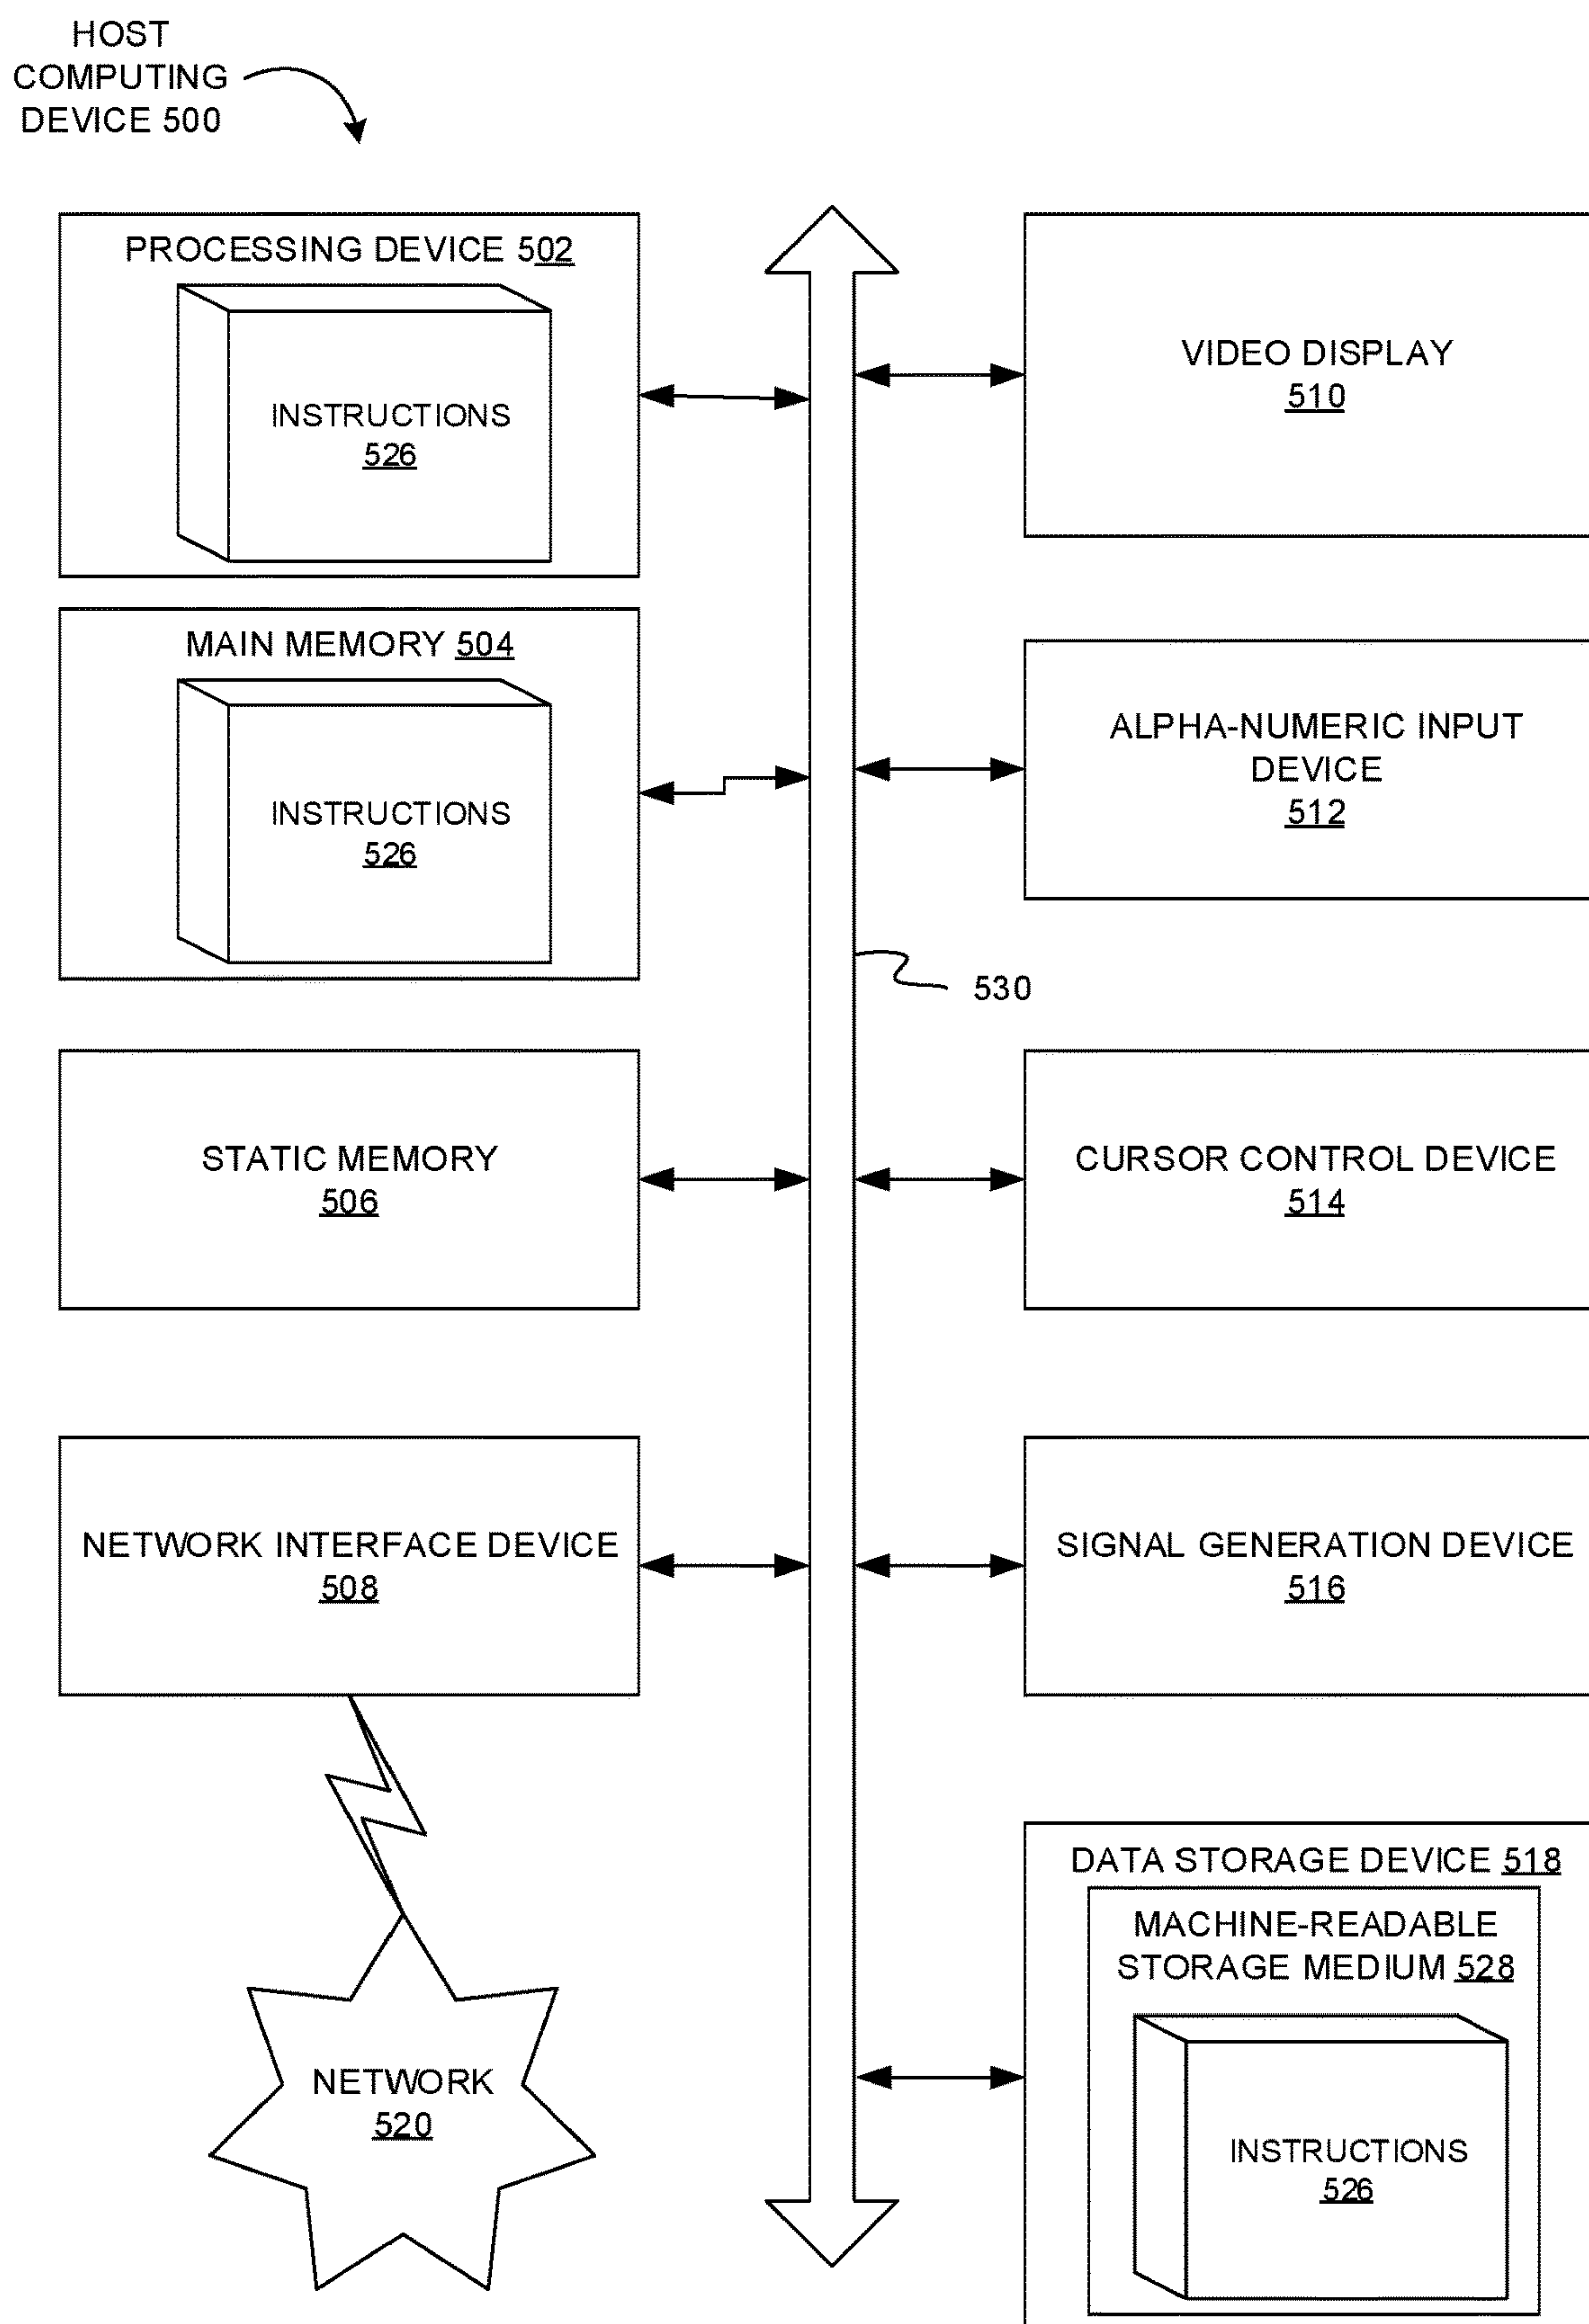 HOST
COMPUTING
DEVICE 500
PROCESSING DEVICE 502
INSTRUCTIONS
526
MAIN MEMORY 504
INSTRUCTIONS
526
STATIC MEMORY
506
NETWORK INTERFACE DEVICE
508
NETWORK
520
530
VIDEO DISPLAY
510
ALPHA-NUMERIC INPUT
DEVICE
512
CURSOR CONTROL DEVICE
514
SIGNAL GENERATION DEVICE
516
DATA STORAGE DEVICE 518
MACHINE-READABLE
STORAGE MEDIUM 528
INSTRUCTIONS
526